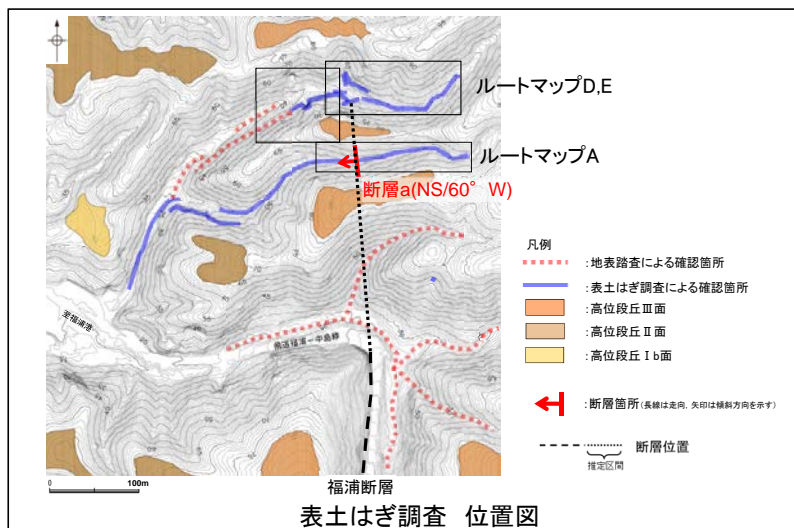 ルートマップD,E
ルートマップA
断層a(NS/60°W)
至福浦港
県道福浦ー中島線
凡例
:地表踏査による確認箇所
:表土はぎ調査による確認箇所
:高位段丘Ⅲ面
:高位段丘Ⅱ面
:高位段丘Ⅰb面
:断層箇所(長線は走向，矢印は傾斜方向を示す)
断層位置
推定区間
0 100m
福浦断層
表土はぎ調査 位置図